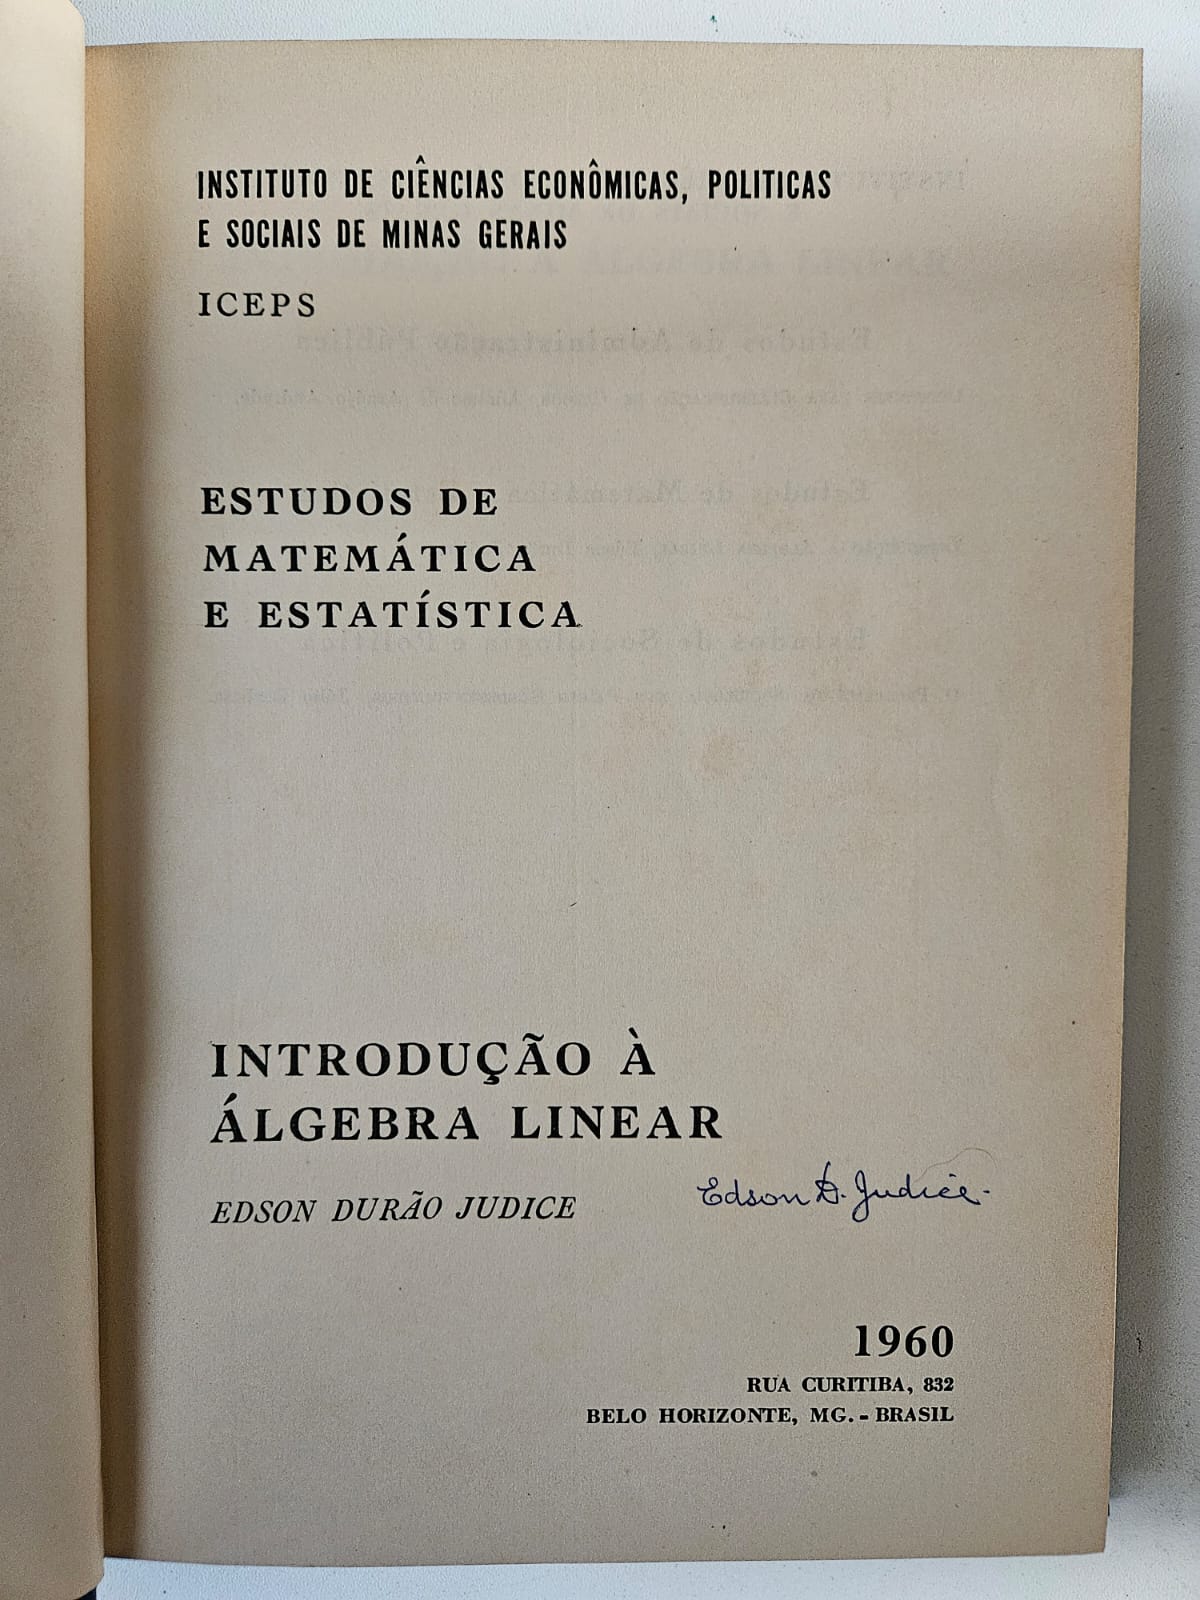 INSTITUTO DE CIÊNCIAS ECONÔMICAS, POLITICAS
E SOCIAIS DE MINAS GERAIS
ICEPS
ESTUDOS DE
MATEMÁTICA
E ESTATÍSTICA
INTRODUÇÃO À
ÁLGEBRA LINEAR
EDSON DURÃO JUDICE
Edson D. Judice.
1960
RUA CURITIBA, 832
BELO HORIZONTE, MG. - BRASIL